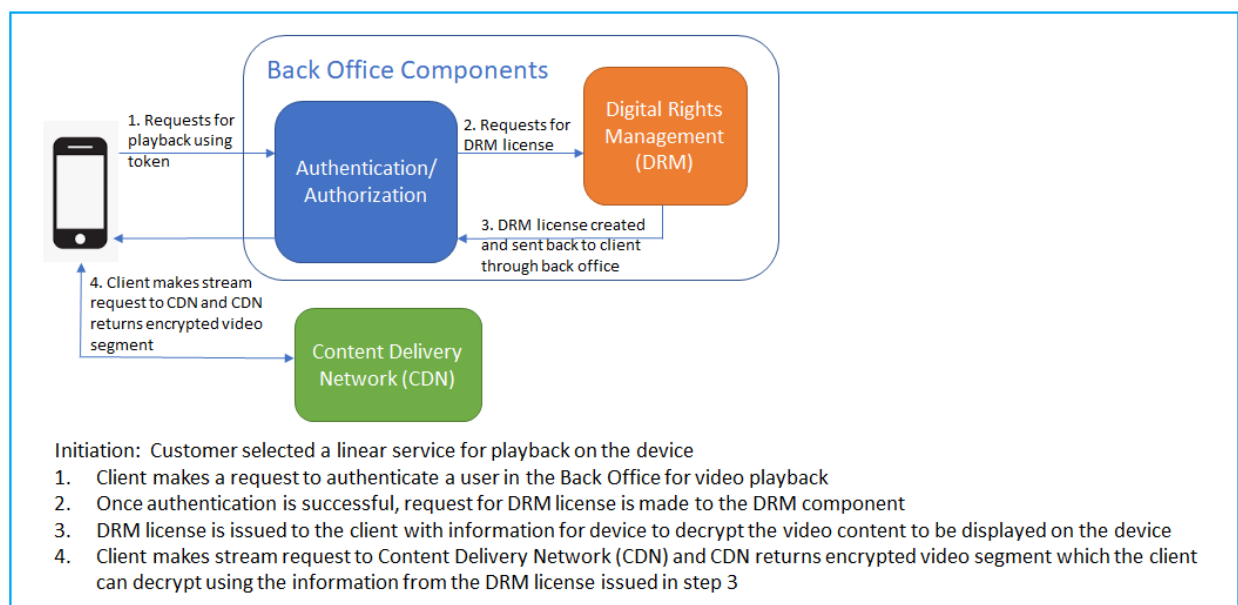 Back Office Components
1. Requests for
playback using
token
Authentication/
Authorization
2. Requests for
DRM license
Digital Rights
Management
(DRM)
3. DRM license created
and sent back to client
through back office
4. Client makes stream
request to CDN and CDN
returns encrypted video
segment
Content Delivery
Network (CDN)
Initiation:  Customer selected a linear service for playback on the device
1. Client makes a request to authenticate a user in the Back Office for video playback
2. Once authentication is successful, request for DRM license is made to the DRM component
3. DRM license is issued to the client with information for device to decrypt the video content to be displayed on the device
4. Client makes stream request to Content Delivery Network (CDN) and CDN returns encrypted video segment which the client
can decrypt using the information from the DRM license issued in step 3